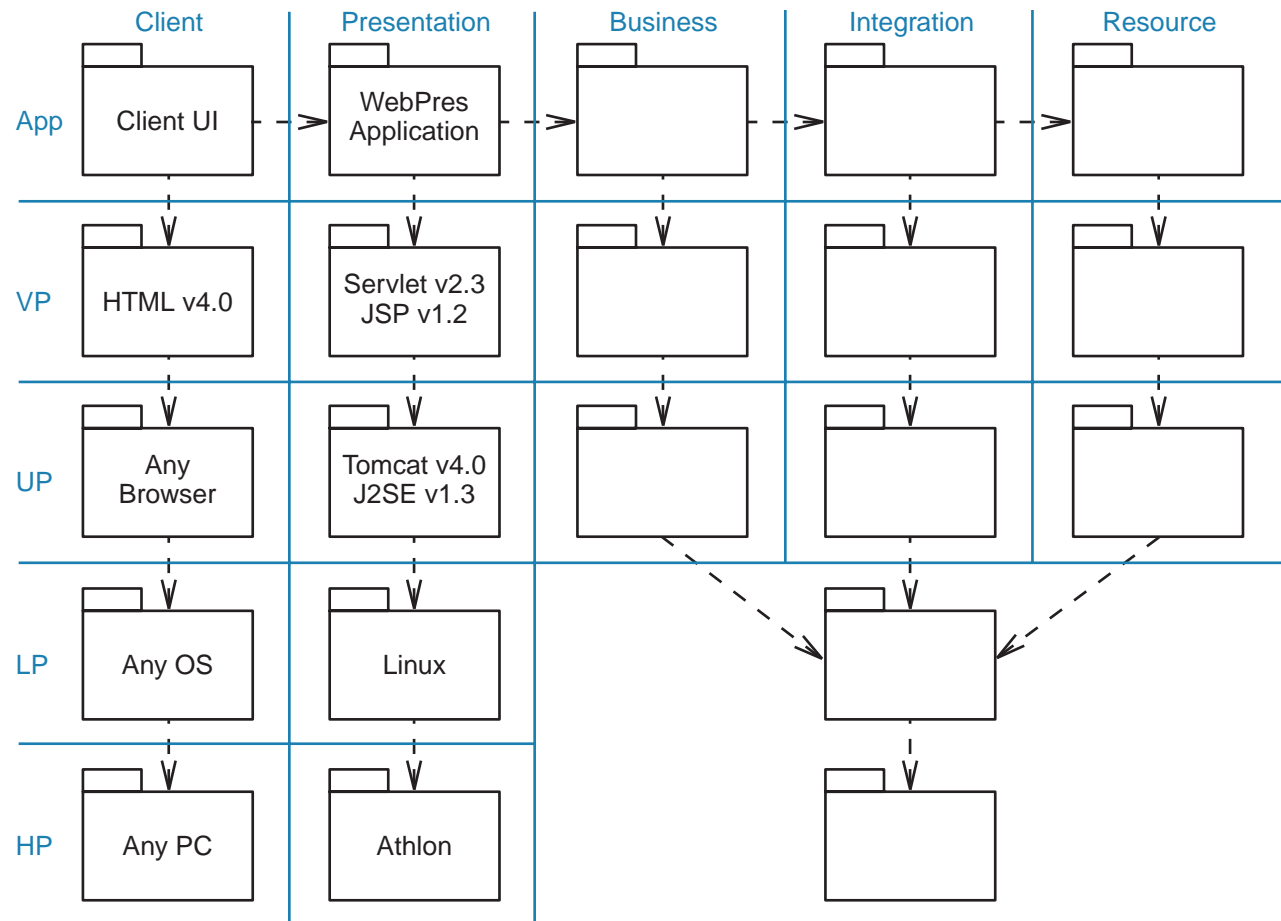 Client
Presentation
Business
Integration
Resource
App
Client UI
WebPres
Application
VP
HTML v4.0
Servlet v2.3
JSP v1.2
UP
Any
Browser
Tomcat v4.0
J2SE v1.3
LP
Any OS
Linux
HP
Any PC
Athlon